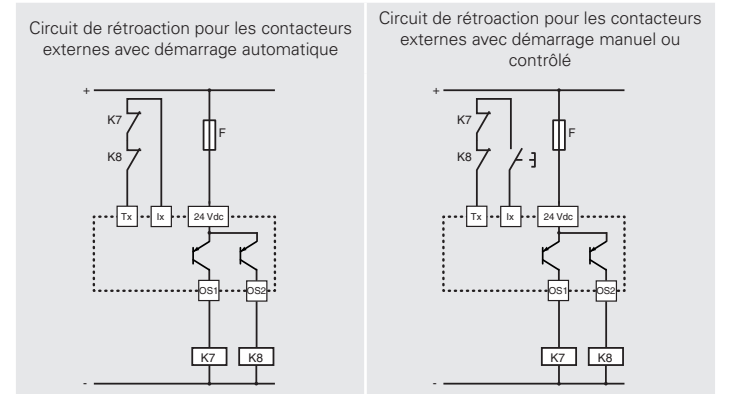 Circuit de rétroaction pour les contacteurs
externes avec démarrage automatique
+
K7
F
K8
Tx
Ix
24 Vdc
OS1
OS2
K7
K8
-
Circuit de rétroaction pour les contacteurs
externes avec démarrage manuel ou
contrôlé
+
K7
F
K8
Tx
Ix
24 Vdc
OS1
OS2
K7
K8
-